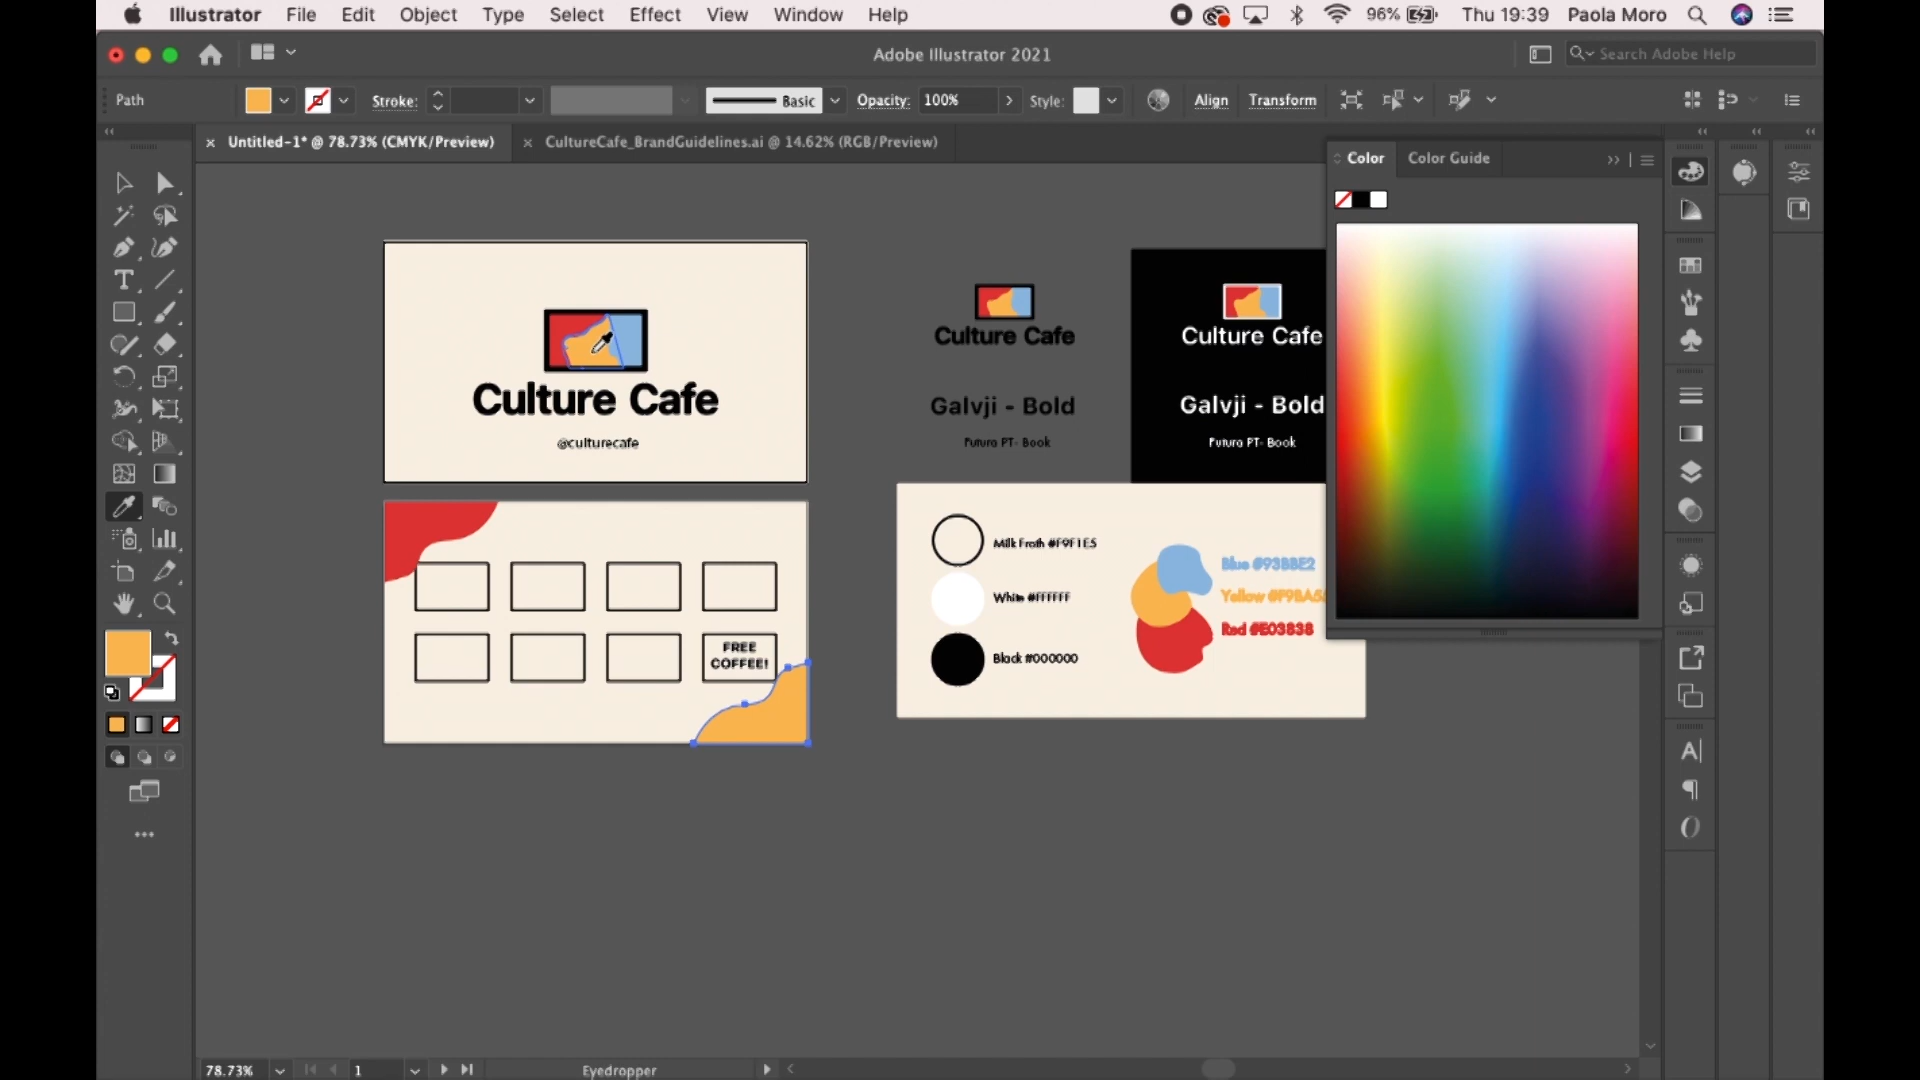 Illustrator File Edit Object Type Select Effect View Window Help 96% Thu 19:39 Paola Moro
Adobe Illustrator 2021
Search Adobe Help
Path Stroke: Basic Opacity: 100% Style: Align Transform
Untitled-1* @ 78.73% (CMYK/Preview)
CultureCafe_BrandGuidelines.ai @ 14.62% (RGB/Preview)
Color Color Guide
Culture Cafe
@culturecafe
Culture Cafe
Galvji - Bold
Futura PT- Book
Culture Cafe
Galvji - Bold
Futura PT- Book
FREE
COFFEE!
Milk Froth #F9F1E5
White #FFFFFF
Black #000000
Blue #93BBE2
Yellow #F9BA5
Red #E03838
78.73% 1 Eyedropper